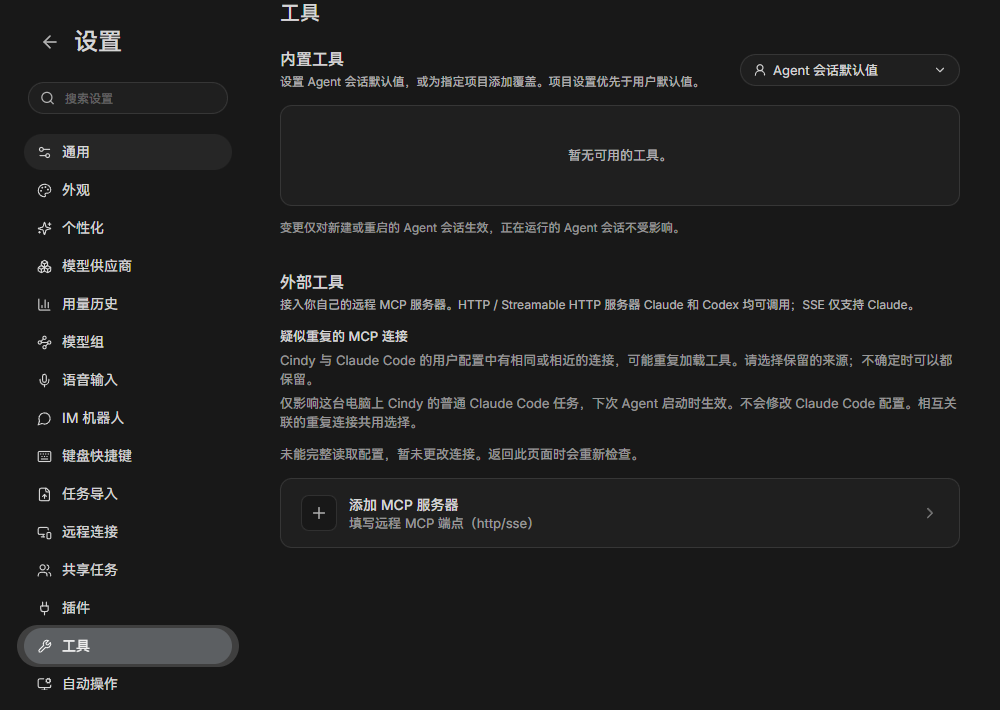 设置
搜索设置
通用
外观
个性化
模型供应商
用量历史
模型组
语音输入
IM 机器人
键盘快捷键
任务导入
远程连接
共享任务
插件
工具
自动操作
工具
内置工具
设置 Agent 会话默认值，或为指定项目添加覆盖。项目设置优先于用户默认值。
Agent 会话默认值
暂无可用的工具。
变更仅对新建或重启的 Agent 会话生效，正在运行的 Agent 会话不受影响。
外部工具
接入你自己的远程 MCP 服务器。HTTP / Streamable HTTP 服务器 Claude 和 Codex 均可调用；SSE 仅支持 Claude。
疑似重复的 MCP 连接
Cindy 与 Claude Code 的用户配置中有相同或相近的连接，可能重复加载工具。请选择保留的来源；不确定时可以都
保留。
仅影响这台电脑上 Cindy 的普通 Claude Code 任务，下次 Agent 启动时生效。不会修改 Claude Code 配置。相互关
联的重复连接共用选择。
未能完整读取配置，暂未更改连接。返回此页面时会重新检查。
添加 MCP 服务器
填写远程 MCP 端点（http/sse）